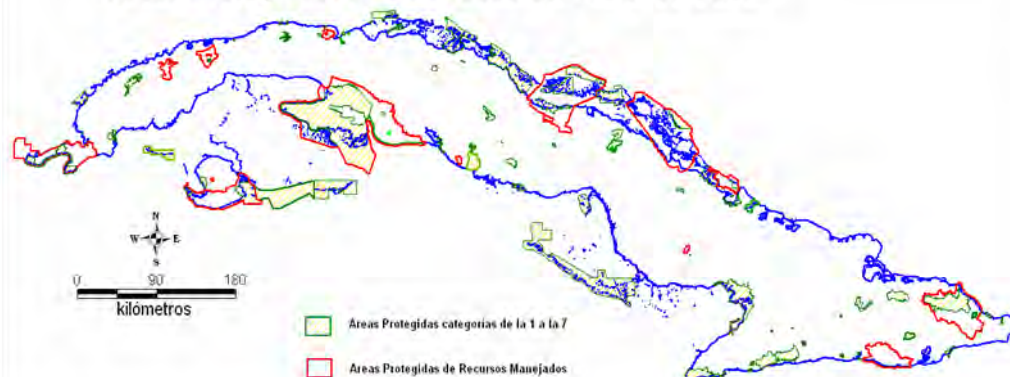 N
W E
S
0 90 180
kilómetros
Areas Protegidas categorías de la 1 a la 7
Areas Protegidas de Recursos Manejados